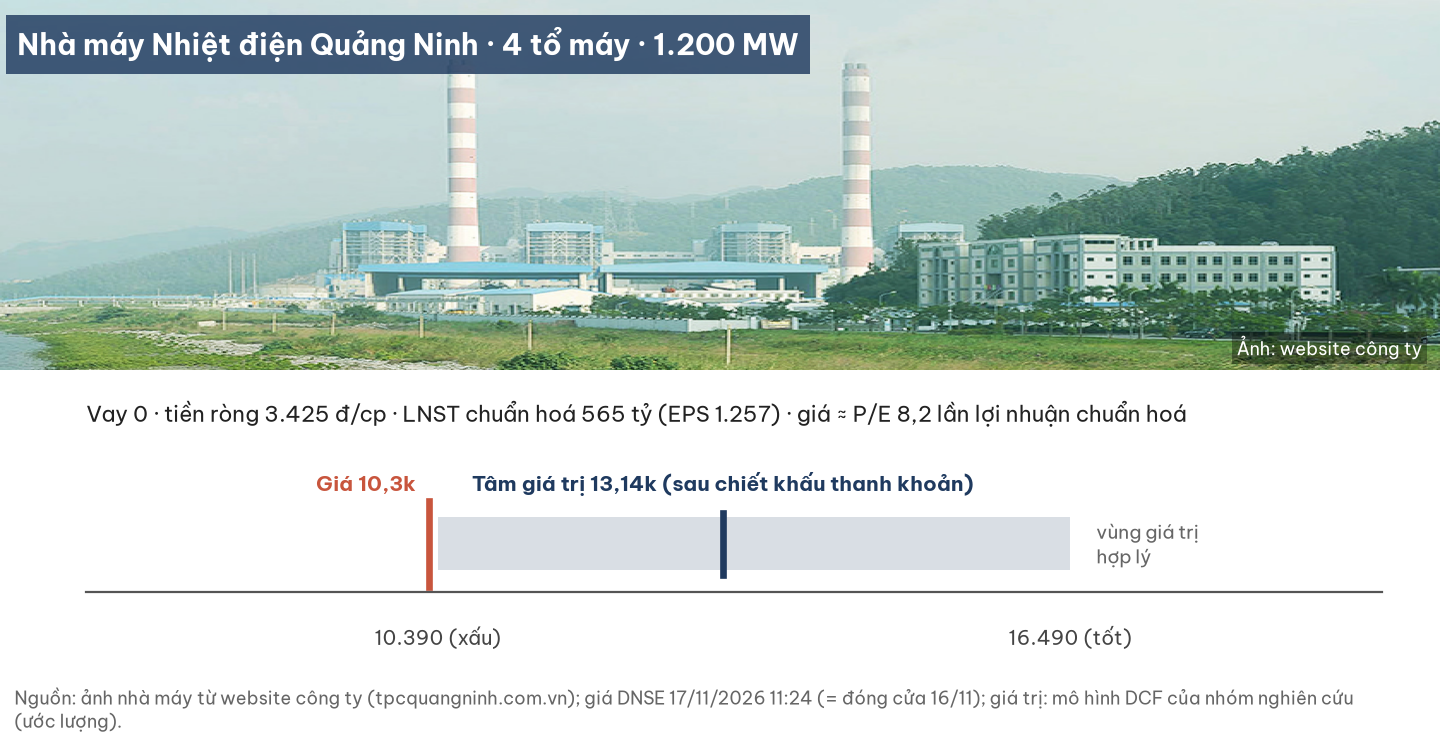 Nhà máy Nhiệt điện Quảng Ninh · 4 tổ máy · 1.200 MW
Ảnh: website công ty
Vay 0 · tiền ròng 3.425 đ/cp · LNST chuẩn hoá 565 tỷ (EPS 1.257) · giá ≈ P/E 8,2 lần lợi nhuận chuẩn hoá
Giá 10,3k
Tâm giá trị 13,14k (sau chiết khấu thanh khoản)
vùng giá trị
hợp lý
10.390 (xấu)
16.490 (tốt)
Nguồn: ảnh nhà máy từ website công ty (tpcquangninh.com.vn); giá DNSE 17/11/2026 11:24 (= đóng cửa 16/11); giá trị: mô hình DCF của nhóm nghiên cứu
(ước lượng).